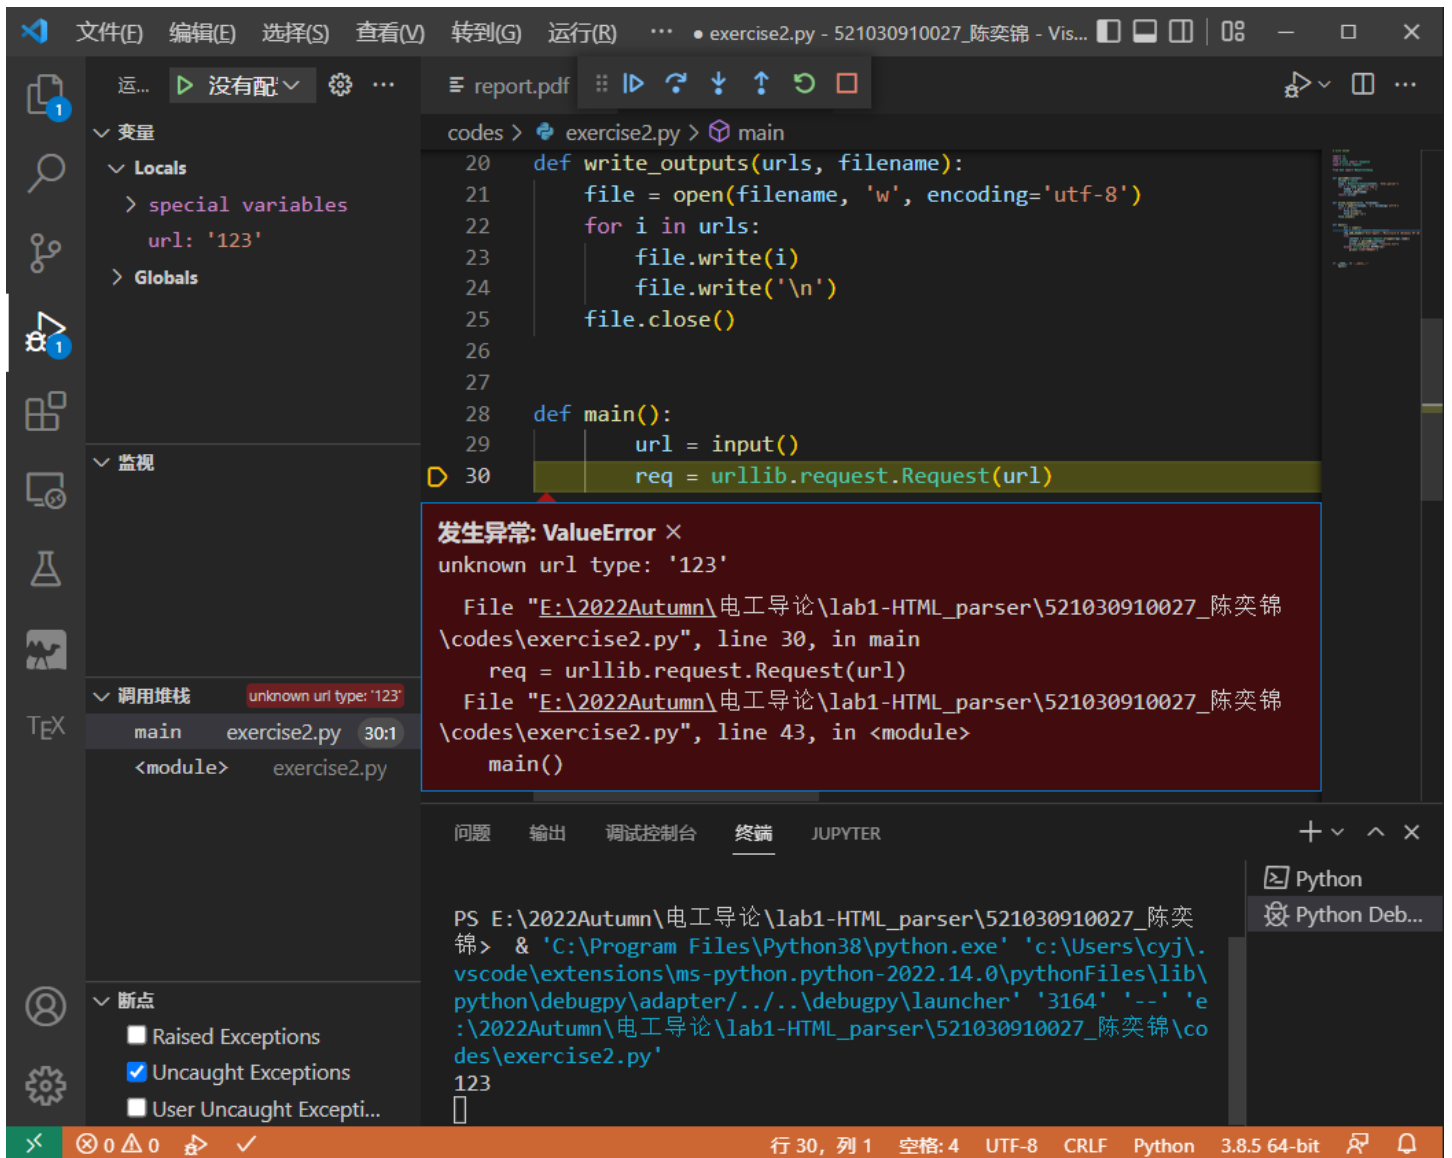 文件(F) 编辑(E) 选择(S) 查看(V) 转到(G) 运行(R) ··· ● exercise2.py - 521030910027_陈奕锦 - Vis...
运... 没有配 ···
report.pdf
···
变量
Locals
special variables
url: '123'
Globals
监视
调用堆栈 unknown url type: '123'
main exercise2.py 30:1
<module> exercise2.py
断点
Raised Exceptions
Uncaught Exceptions
User Uncaught Excepti...
codes > exercise2.py > main
20 def write_outputs(urls, filename):
21 file = open(filename, 'w', encoding='utf-8')
22 for i in urls:
23 file.write(i)
24 file.write('\n')
25 file.close()
26
27
28 def main():
29 url = input()
30 req = urllib.request.Request(url)
发生异常: ValueError ×
unknown url type: '123'
File "E:\2022Autumn\电工导论\lab1-HTML_parser\521030910027_陈奕锦
\codes\exercise2.py", line 30, in main
req = urllib.request.Request(url)
File "E:\2022Autumn\电工导论\lab1-HTML_parser\521030910027_陈奕锦
\codes\exercise2.py", line 43, in <module>
main()
问题 输出 调试控制台 终端 JUPYTER
Python
Python Deb...
PS E:\2022Autumn\电工导论\lab1-HTML_parser\521030910027_陈奕
锦> & 'C:\Program Files\Python38\python.exe' 'c:\Users\cyj\.
vscode\extensions\ms-python.python-2022.14.0\pythonFiles\lib\
python\debugpy\adapter/../..\debugpy\launcher' '3164' '--' 'e
:\2022Autumn\电工导论\lab1-HTML_parser\521030910027_陈奕锦\co
des\exercise2.py'
123
1
1
TEX
0 0 行 30，列 1 空格: 4 UTF-8 CRLF Python 3.8.5 64-bit